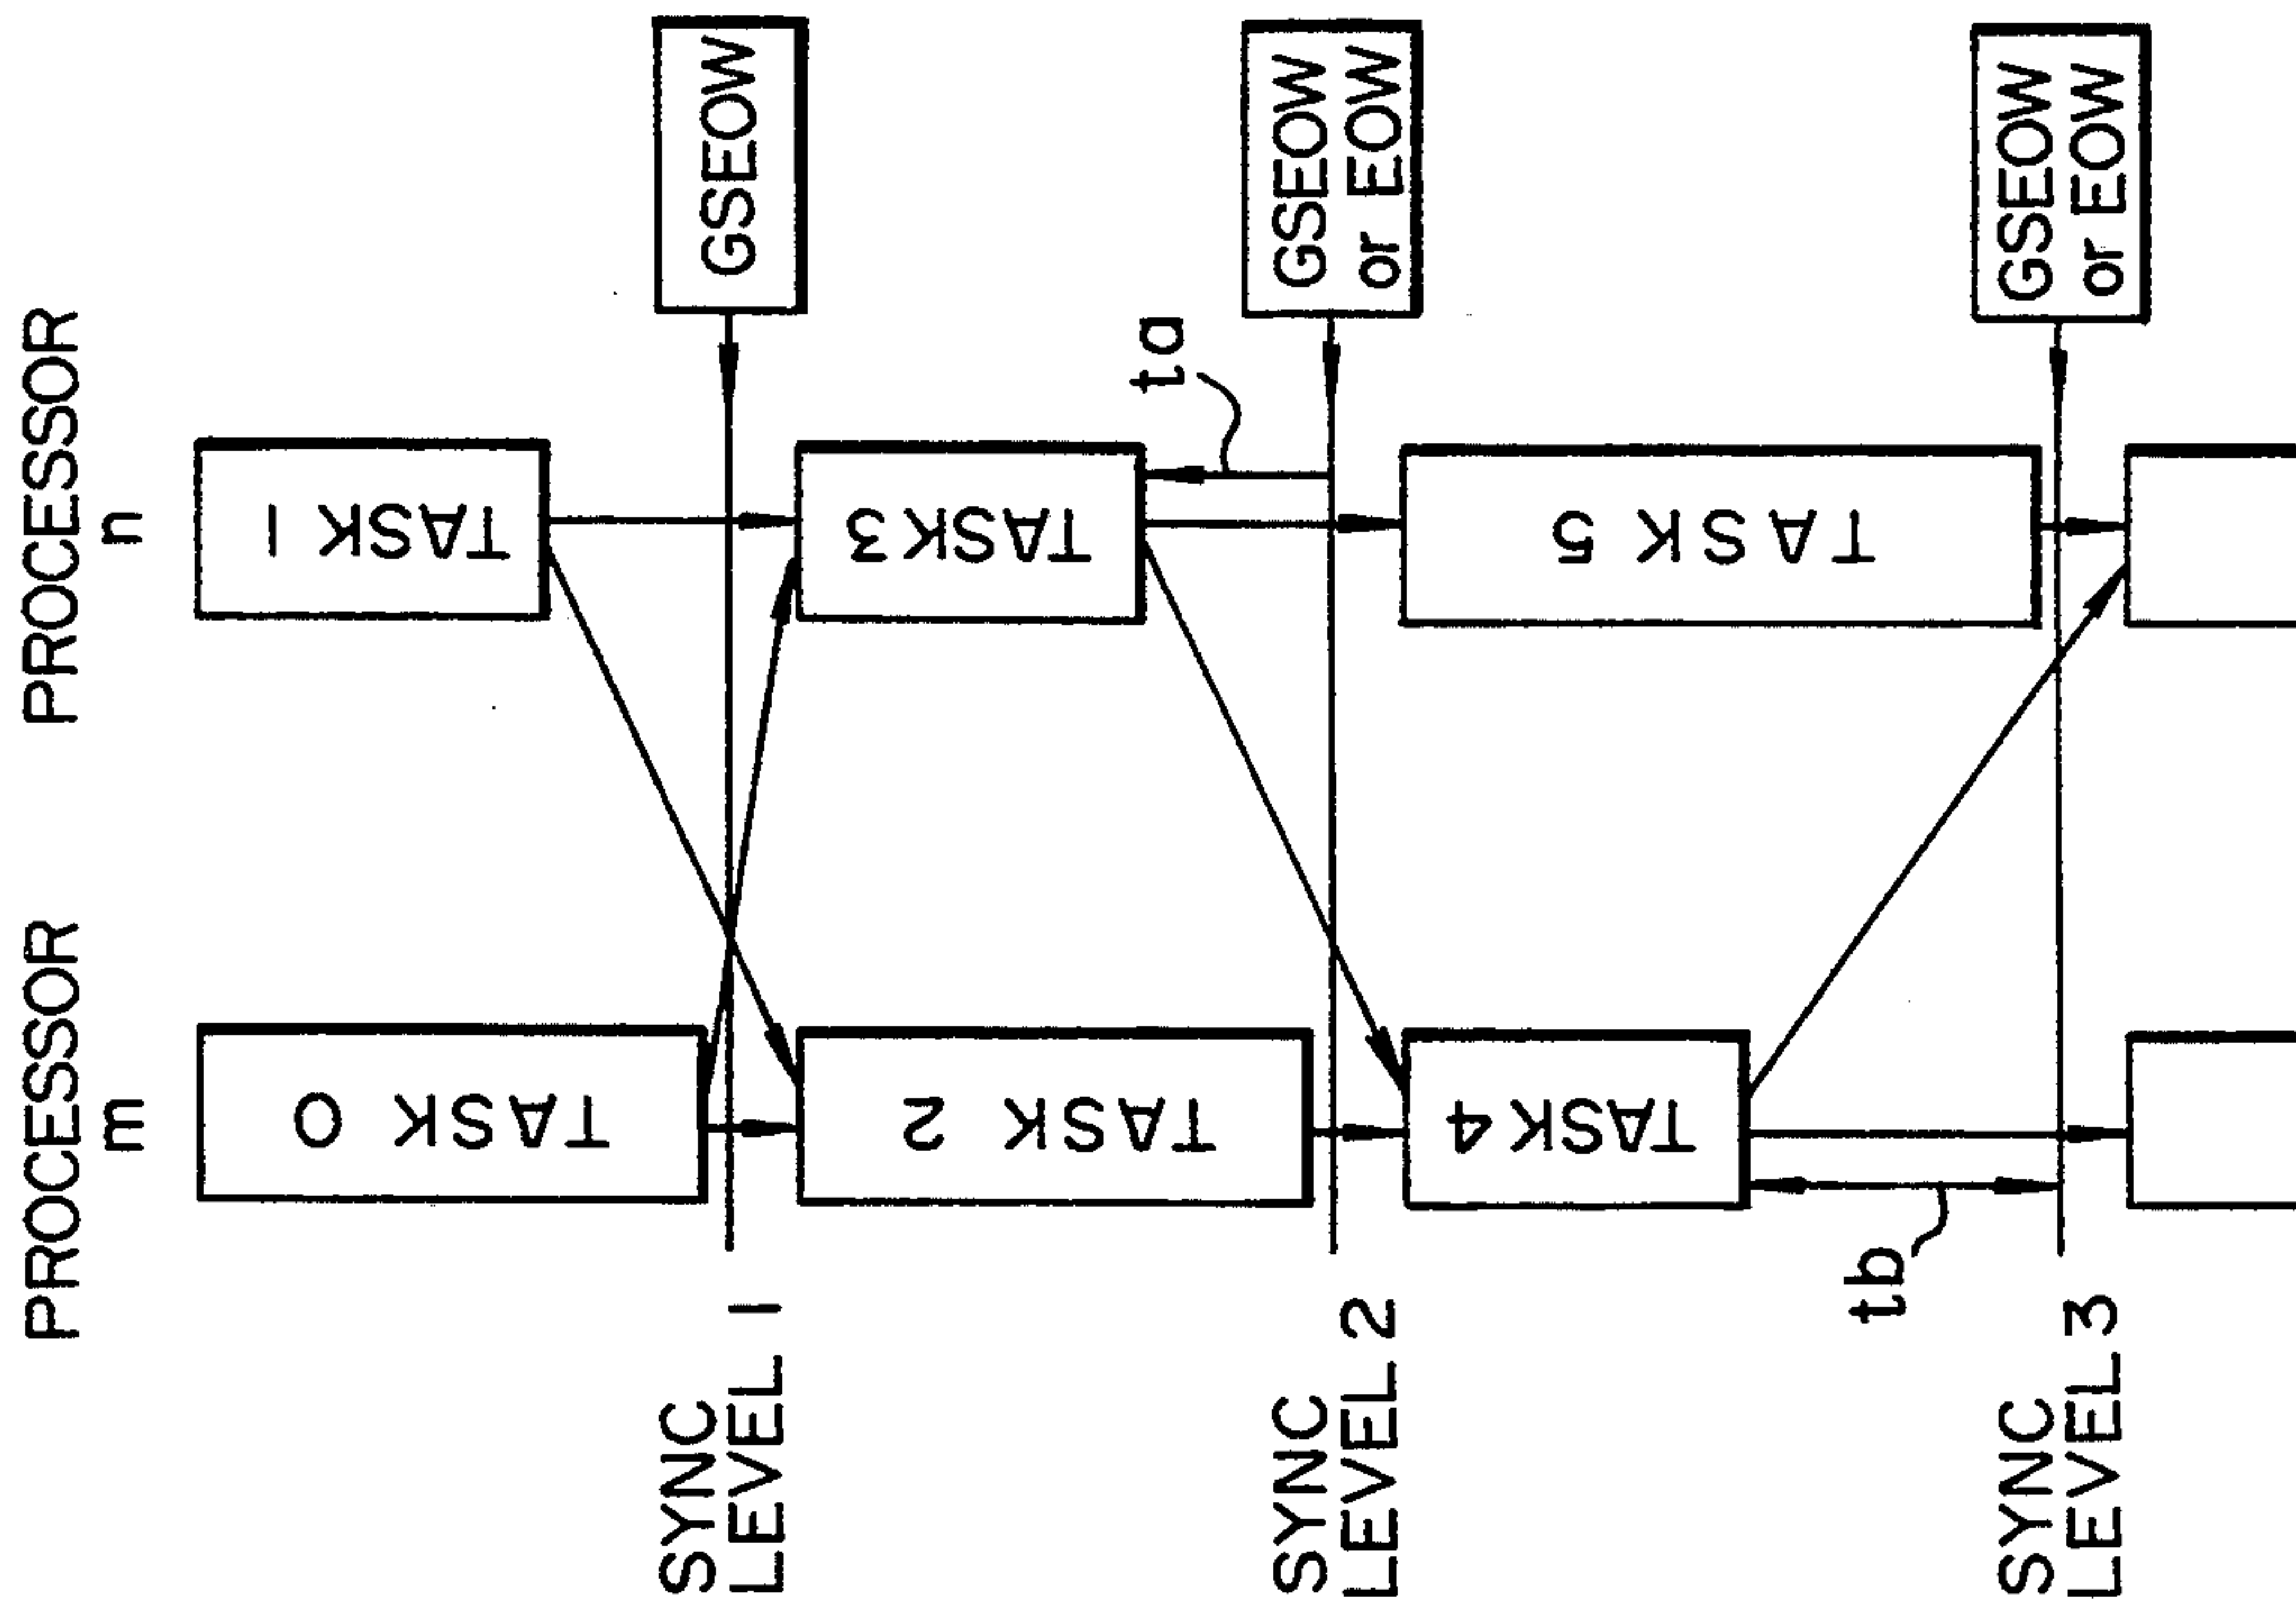 PROCESSOR
m
PROCESSOR
n
TASK 0
TASK 1
SYNC
LEVEL 1
GSEOW
TASK 2
TASK 3
ta
SYNC
LEVEL 2
GSEOW
or EOW
TASK 4
TASK 5
tb
SYNC
LEVEL 3
GSEOW
or EOW